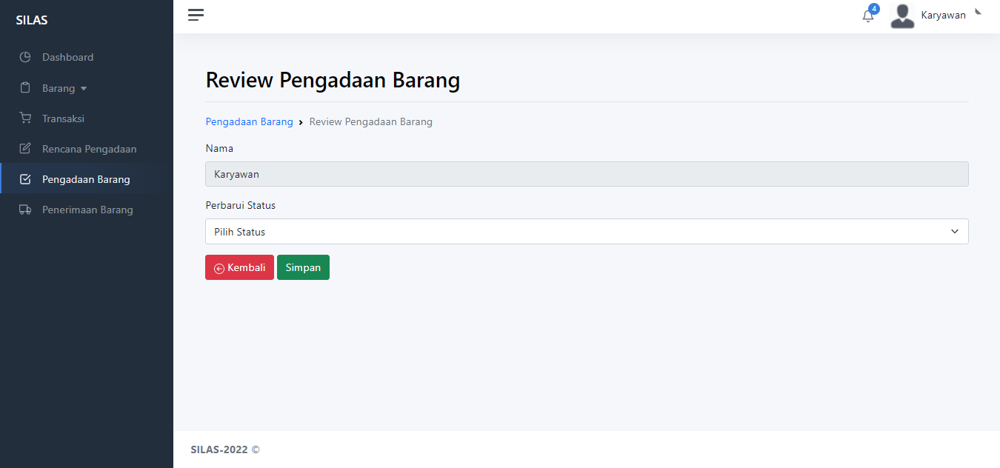 SILAS
Dashboard
Barang
Transaksi
Rencana Pengadaan
Pengadaan Barang
Penerimaan Barang
4
Karyawan
Review Pengadaan Barang
Pengadaan Barang › Review Pengadaan Barang
Nama
Karyawan
Perbarui Status
Pilih Status
Kembali Simpan
SILAS-2022 ©